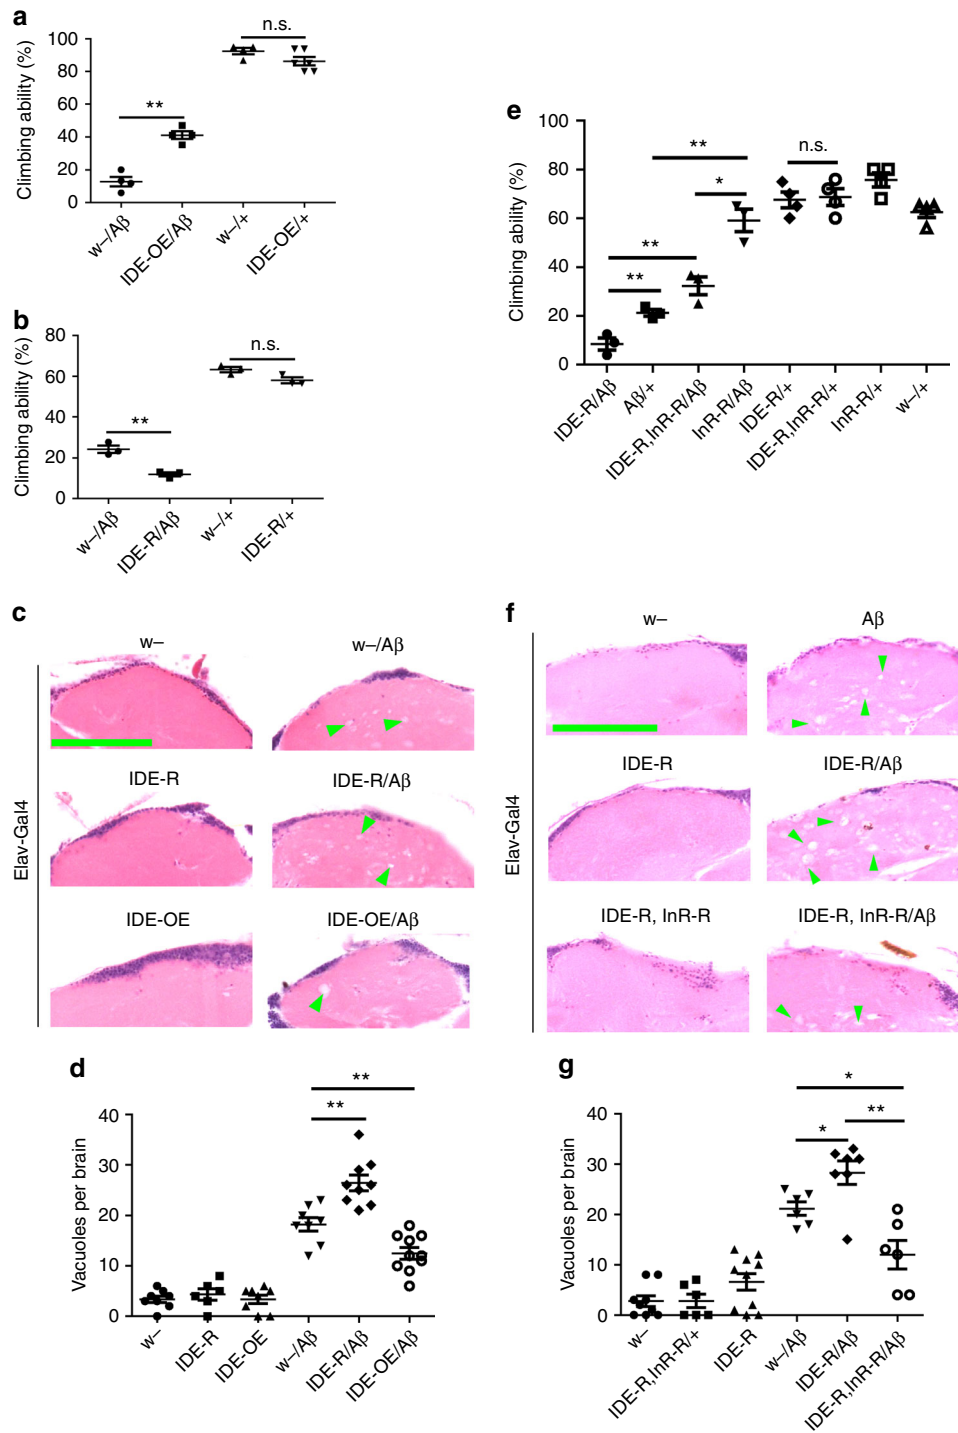 a
n.s.
100
80
60
40
20
0
Climbing ability (%)
**
w–/Aβ
IDE-OE/Aβ
w–/+
IDE-OE/+
b
80
60
40
20
0
Climbing ability (%)
n.s.
**
w–/Aβ
IDE-R/Aβ
w–/+
IDE-R/+
e
100
80
60
40
20
0
Climbing ability (%)
**
n.s.
*
**
**
IDE-R/Aβ
Aβ/+
IDE-R,InR-R/Aβ
InR-R/Aβ
IDE-R/+
IDE-R,InR-R/+
InR-R/+
w–/+
c
Elav-Gal4
w–
w–/Aβ
IDE-R
IDE-R/Aβ
IDE-OE
IDE-OE/Aβ
f
Elav-Gal4
w–
Aβ
IDE-R
IDE-R/Aβ
IDE-R, InR-R
IDE-R, InR-R/Aβ
d
**
**
40
30
20
10
0
Vacuoles per brain
w–
IDE-R
IDE-OE
w–/Aβ
IDE-R/Aβ
IDE-OE/Aβ
g
*
**
*
40
30
20
10
0
Vacuoles per brain
w–
IDE-R,InR-R/+
IDE-R
w–/Aβ
IDE-R/Aβ
IDE-R,InR-R/Aβ